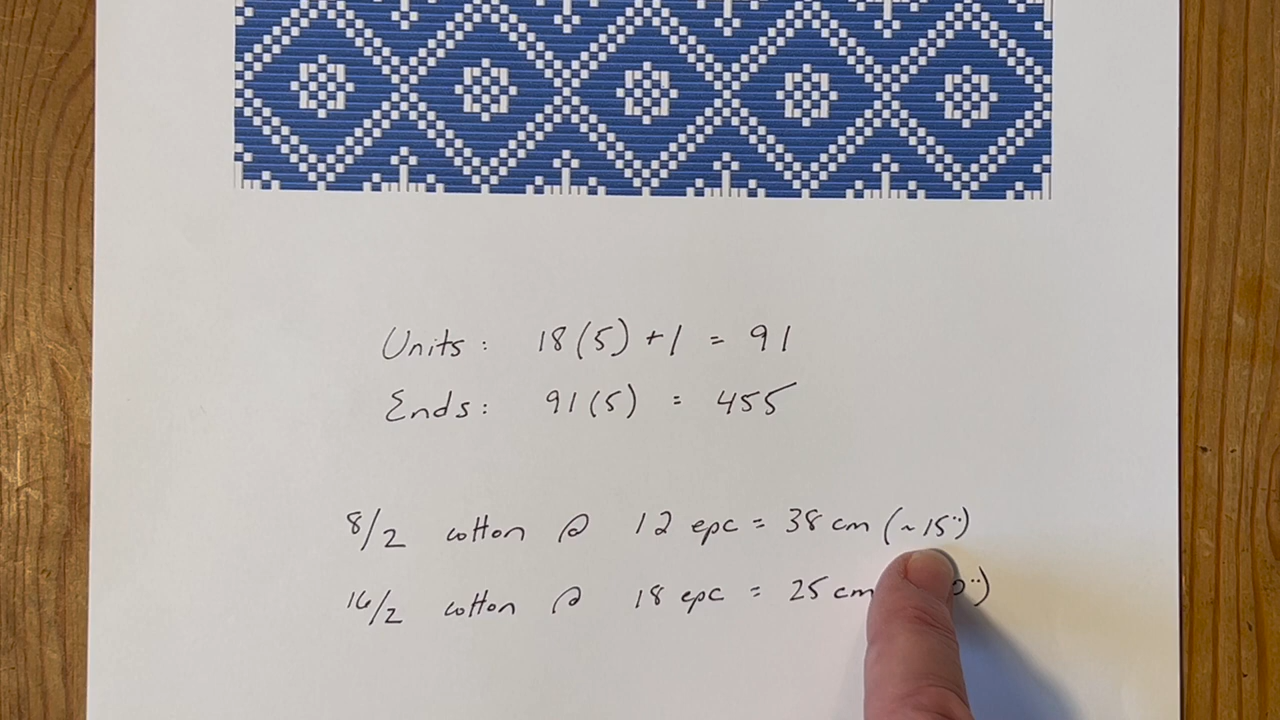 Units: 18(5)+1 = 91
Ends: 91(5) = 455
8/2 cotton @ 12 epc = 38 cm (~15")
16/2 cotton @ 18 epc = 25 cm